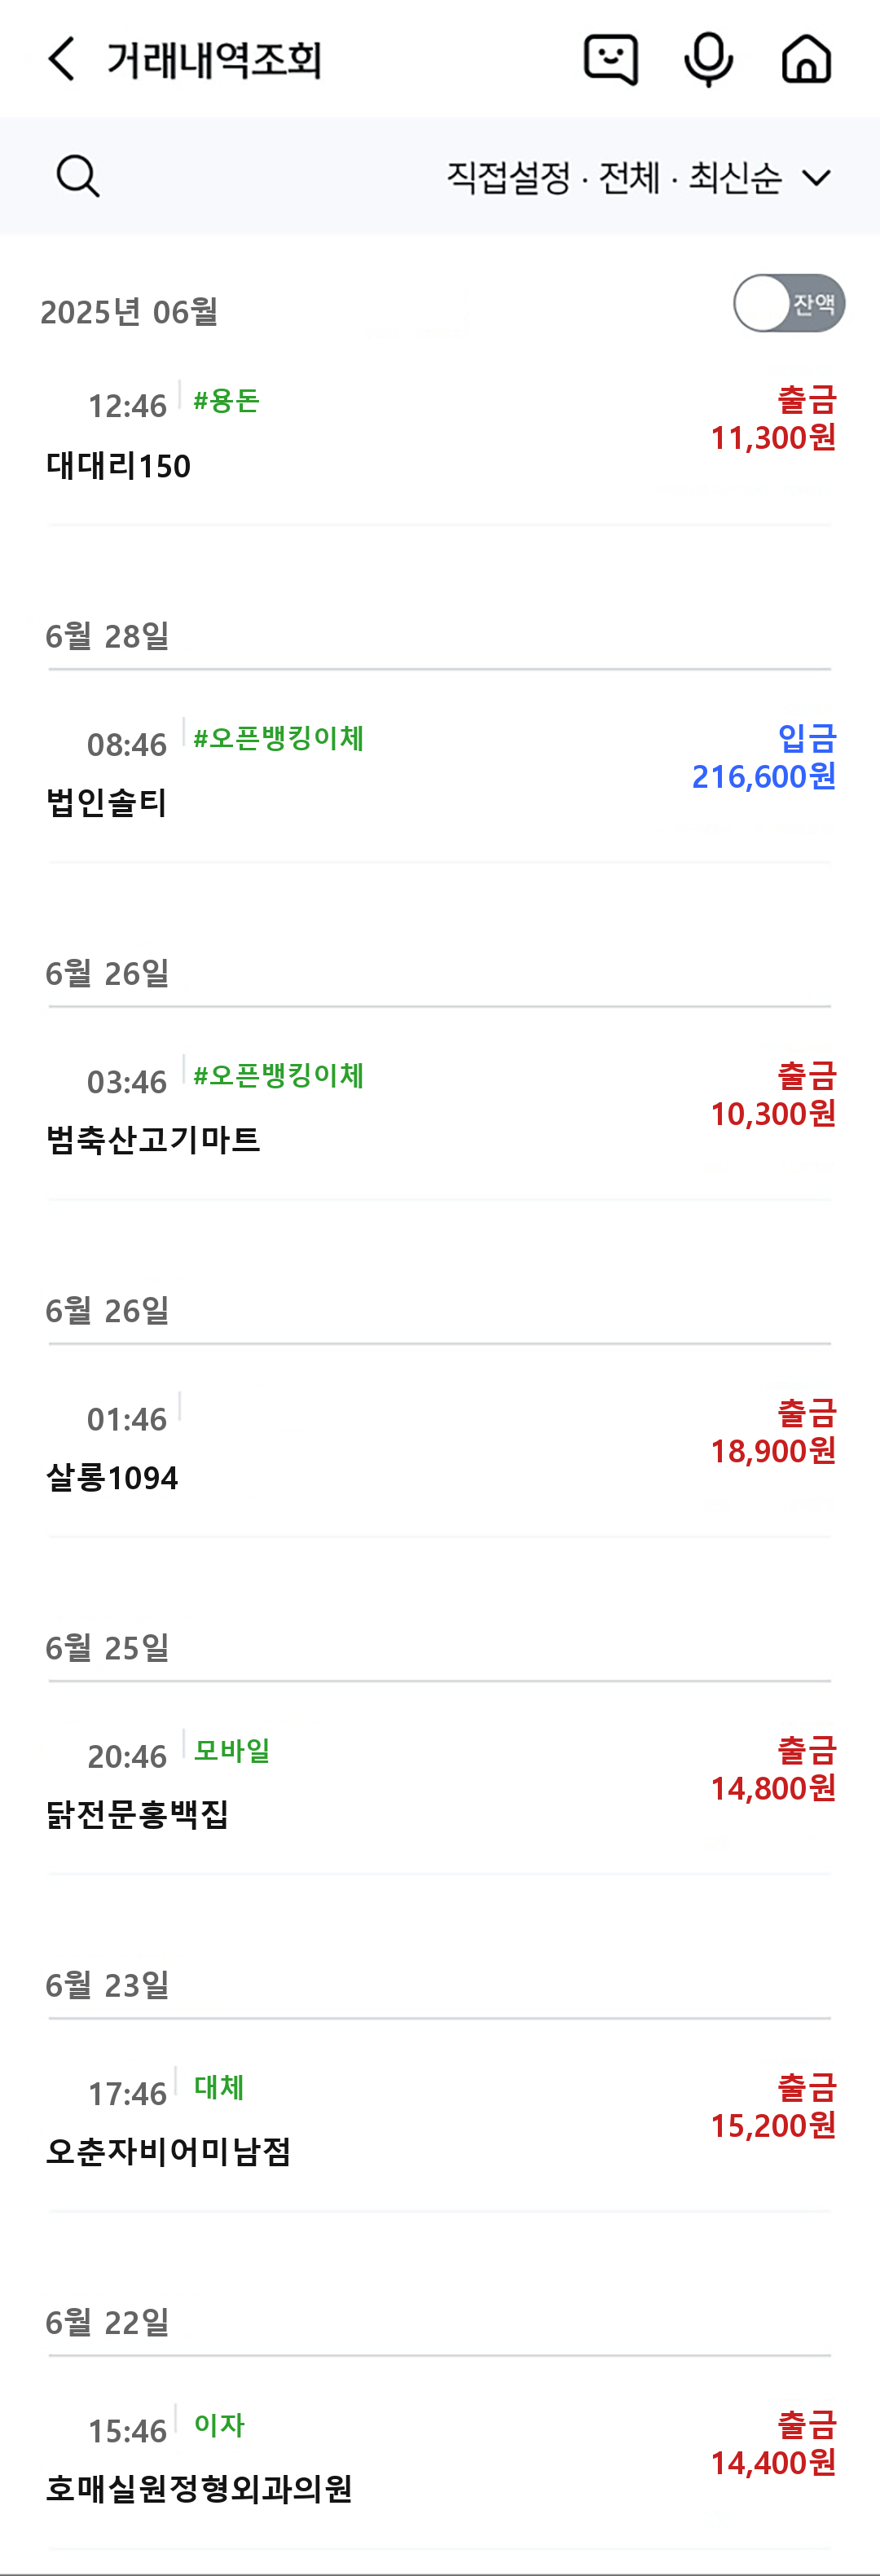 거래내역조회
직접설정 · 전체 · 최신순
2025년 06월 잔액
12:46 #용돈 출금
11,300원
대대리150
6월 28일
08:46 #오픈뱅킹이체 입금
216,600원
법인솔티
6월 26일
03:46 #오픈뱅킹이체 출금
10,300원
범축산고기마트
6월 26일
01:46 출금
18,900원
살롱1094
6월 25일
20:46 모바일 출금
14,800원
닭전문홍백집
6월 23일
17:46 대체 출금
15,200원
오춘자비어미남점
6월 22일
15:46 이자 출금
14,400원
호매실원정형외과의원